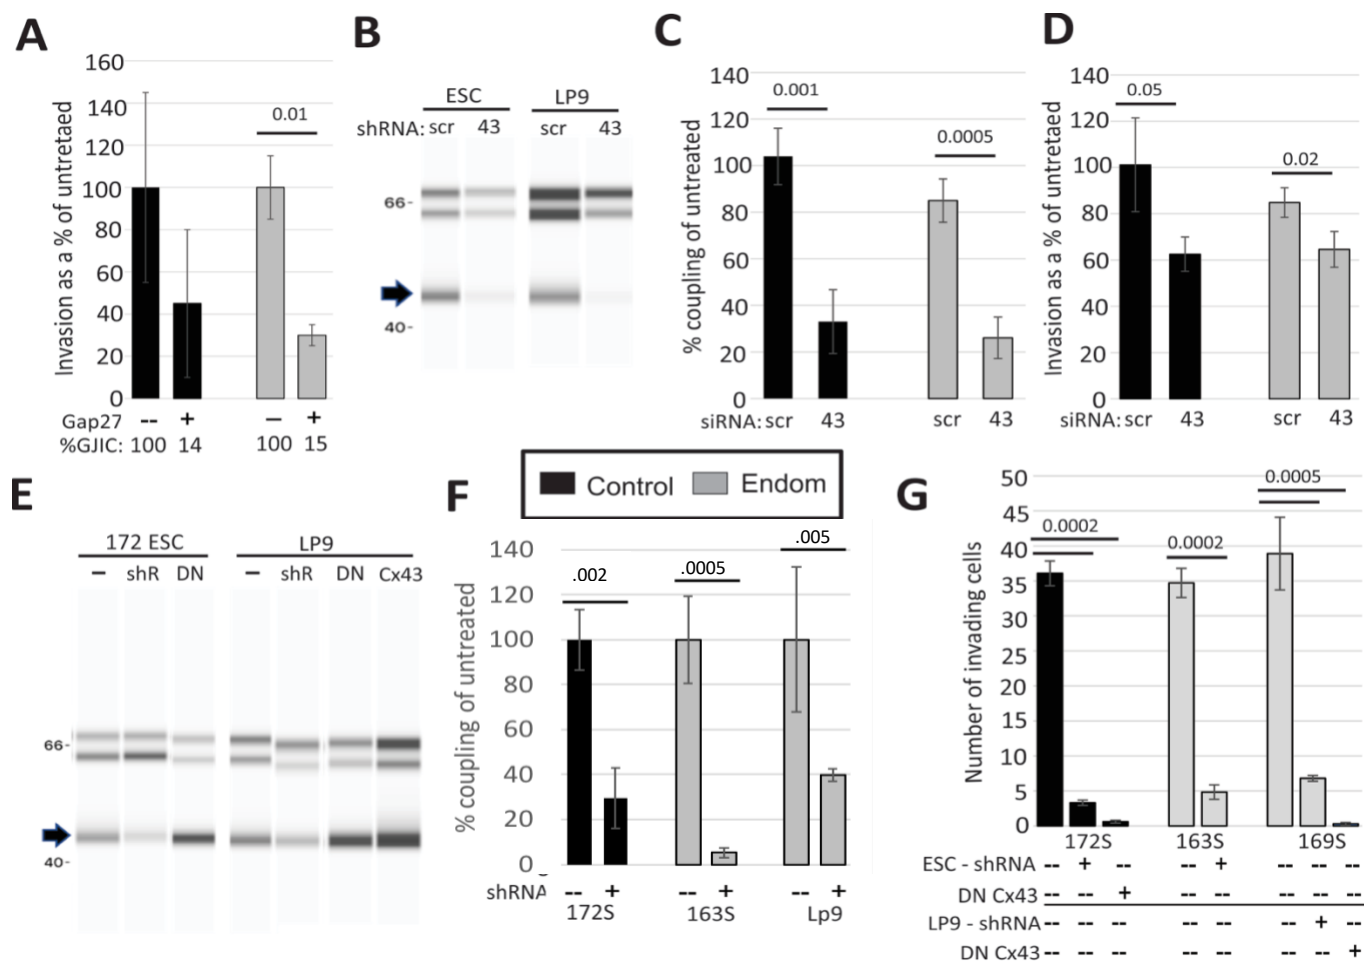 A
160
140
120
100
80
60
40
20
0
Invasion as a % of untretaed
0.01
Gap27 -- + – +
%GJIC: 100 14 100 15
B
ESC LP9
shRNA: scr 43 scr 43
66-
40-
C
140
120
100
80
60
40
20
0
% coupling of untreated
0.001
0.0005
siRNA: scr 43 scr 43
D
140
120
100
80
60
40
20
0
Invasion as a % of untretaed
0.05
0.02
siRNA: scr 43 scr 43
Control Endom
E
172 ESC LP9
– shR DN – shR DN Cx43
66-
40-
F
140
120
100
80
60
40
20
0
% coupling of untreated
.002
.0005
.005
shRNA -- + -- + -- +
172S 163S Lp9
G
50
45
40
35
30
25
20
15
10
5
0
Number of invading cells
0.0002
0.0002
0.0005
172S 163S 169S
ESC - shRNA -- + -- -- + -- -- --
DN Cx43 -- -- + -- -- -- -- --
LP9 - shRNA -- -- -- -- -- -- + --
DN Cx43 -- -- -- -- -- -- -- +